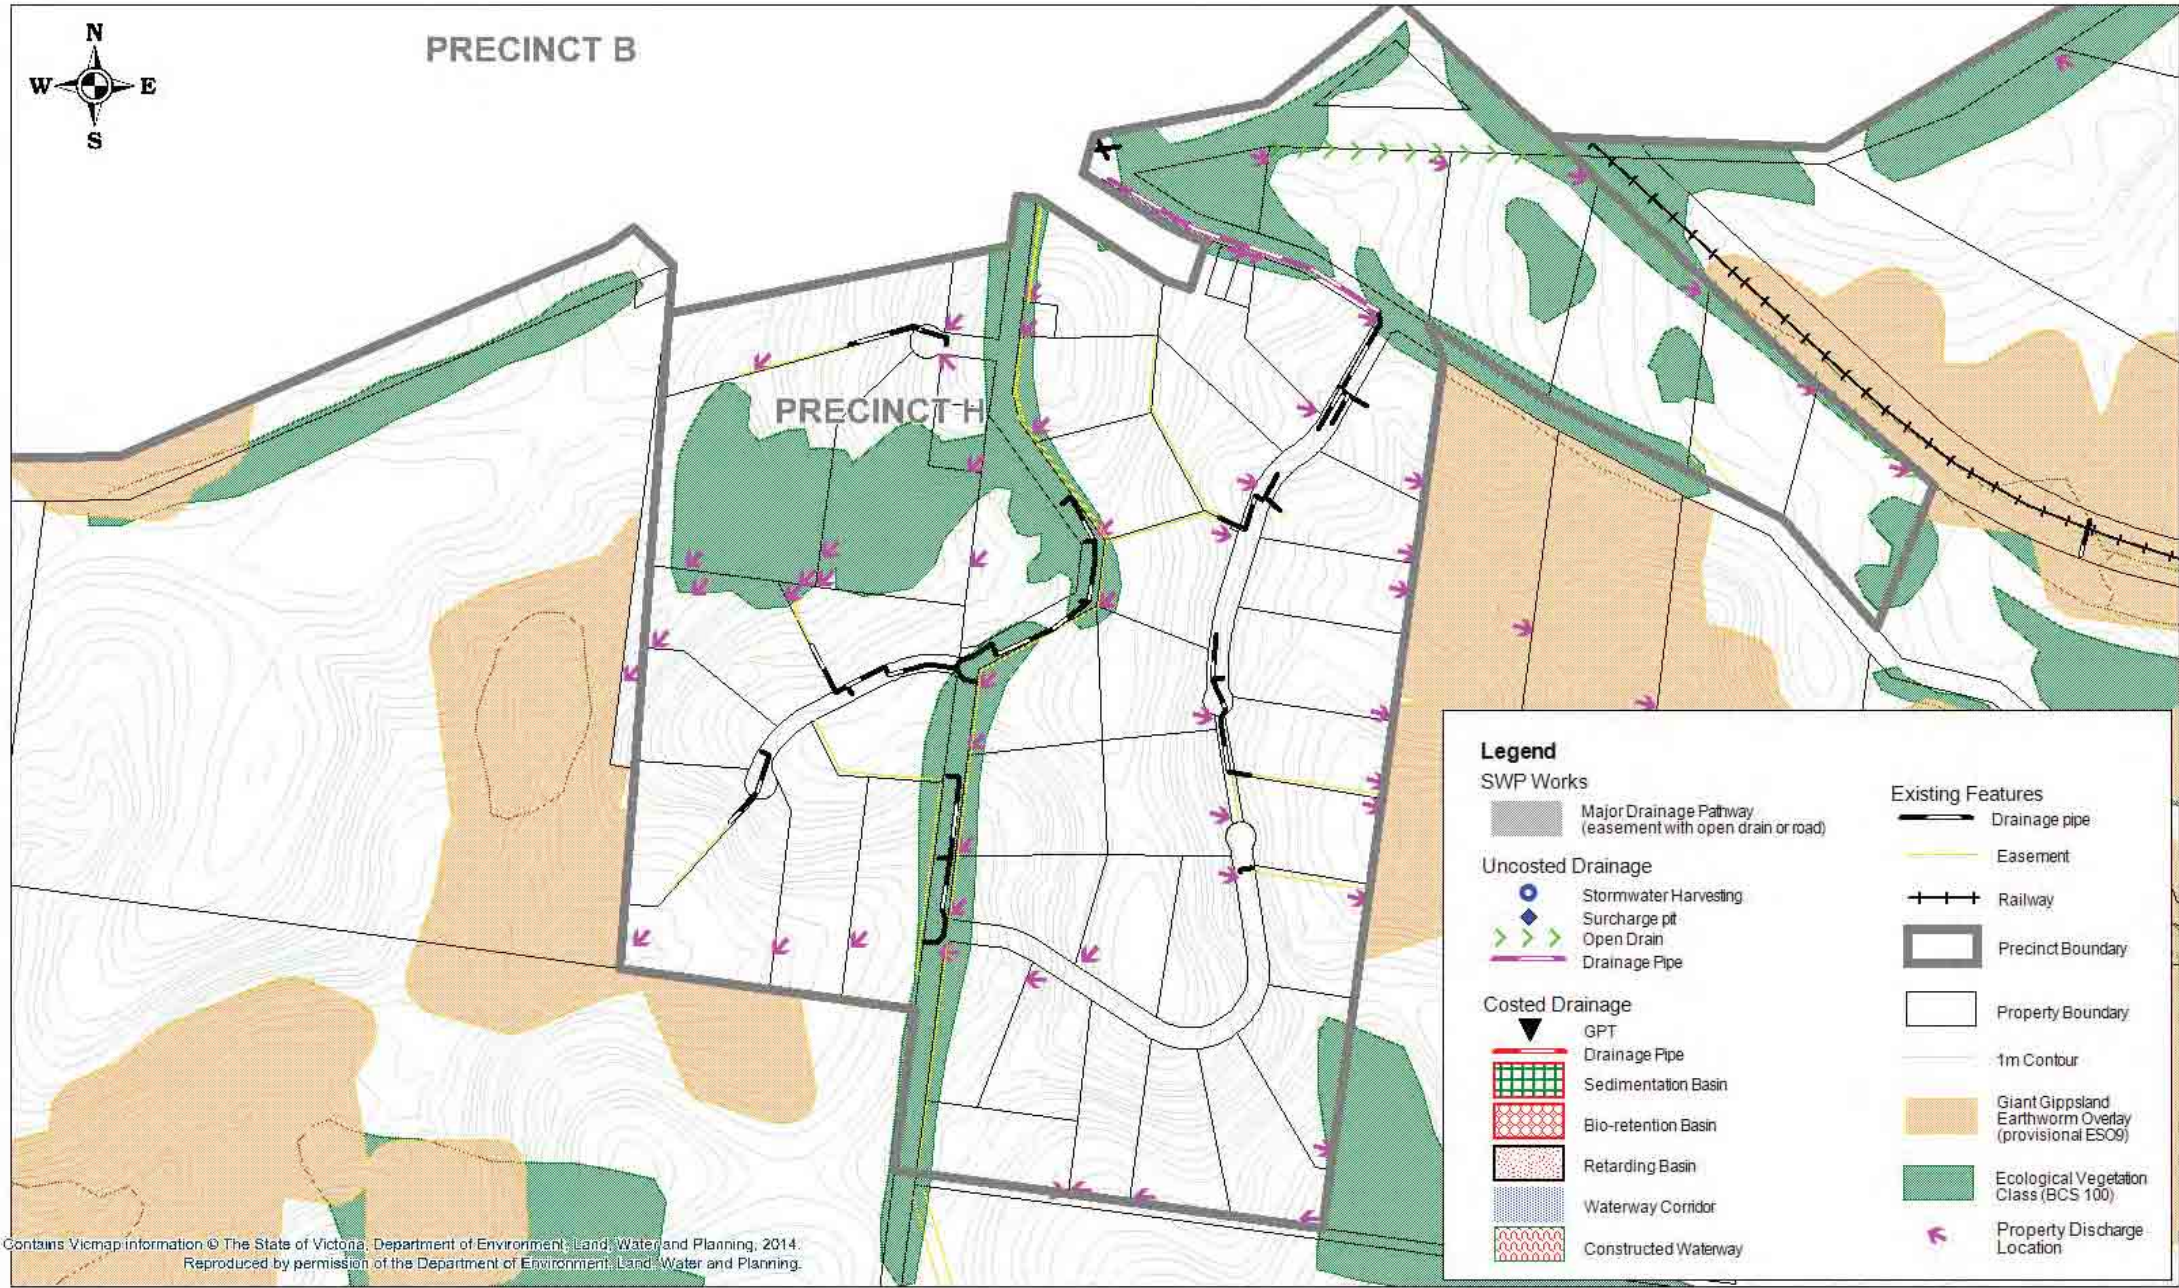 N
W E
S
PRECINCT B
PRECINCT H
Legend
SWP Works
Major Drainage Pathway
(easement with open drain or road)
Uncosted Drainage
Stormwater Harvesting
Surcharge pit
Open Drain
Drainage Pipe
Costed Drainage
GPT
Drainage Pipe
Sedimentation Basin
Bio-retention Basin
Retarding Basin
Waterway Corridor
Constructed Waterway
Existing Features
Drainage pipe
Easement
Railway
Precinct Boundary
Property Boundary
1m Contour
Giant Gippsland
Earthworm Overlay
(provisional ESO9)
Ecological Vegetation
Class (BCS 100)
Property Discharge
Location
Contains Vicmap information © The State of Victoria, Department of Environment, Land, Water and Planning, 2014.
Reproduced by permission of the Department of Environment, Land, Water and Planning.